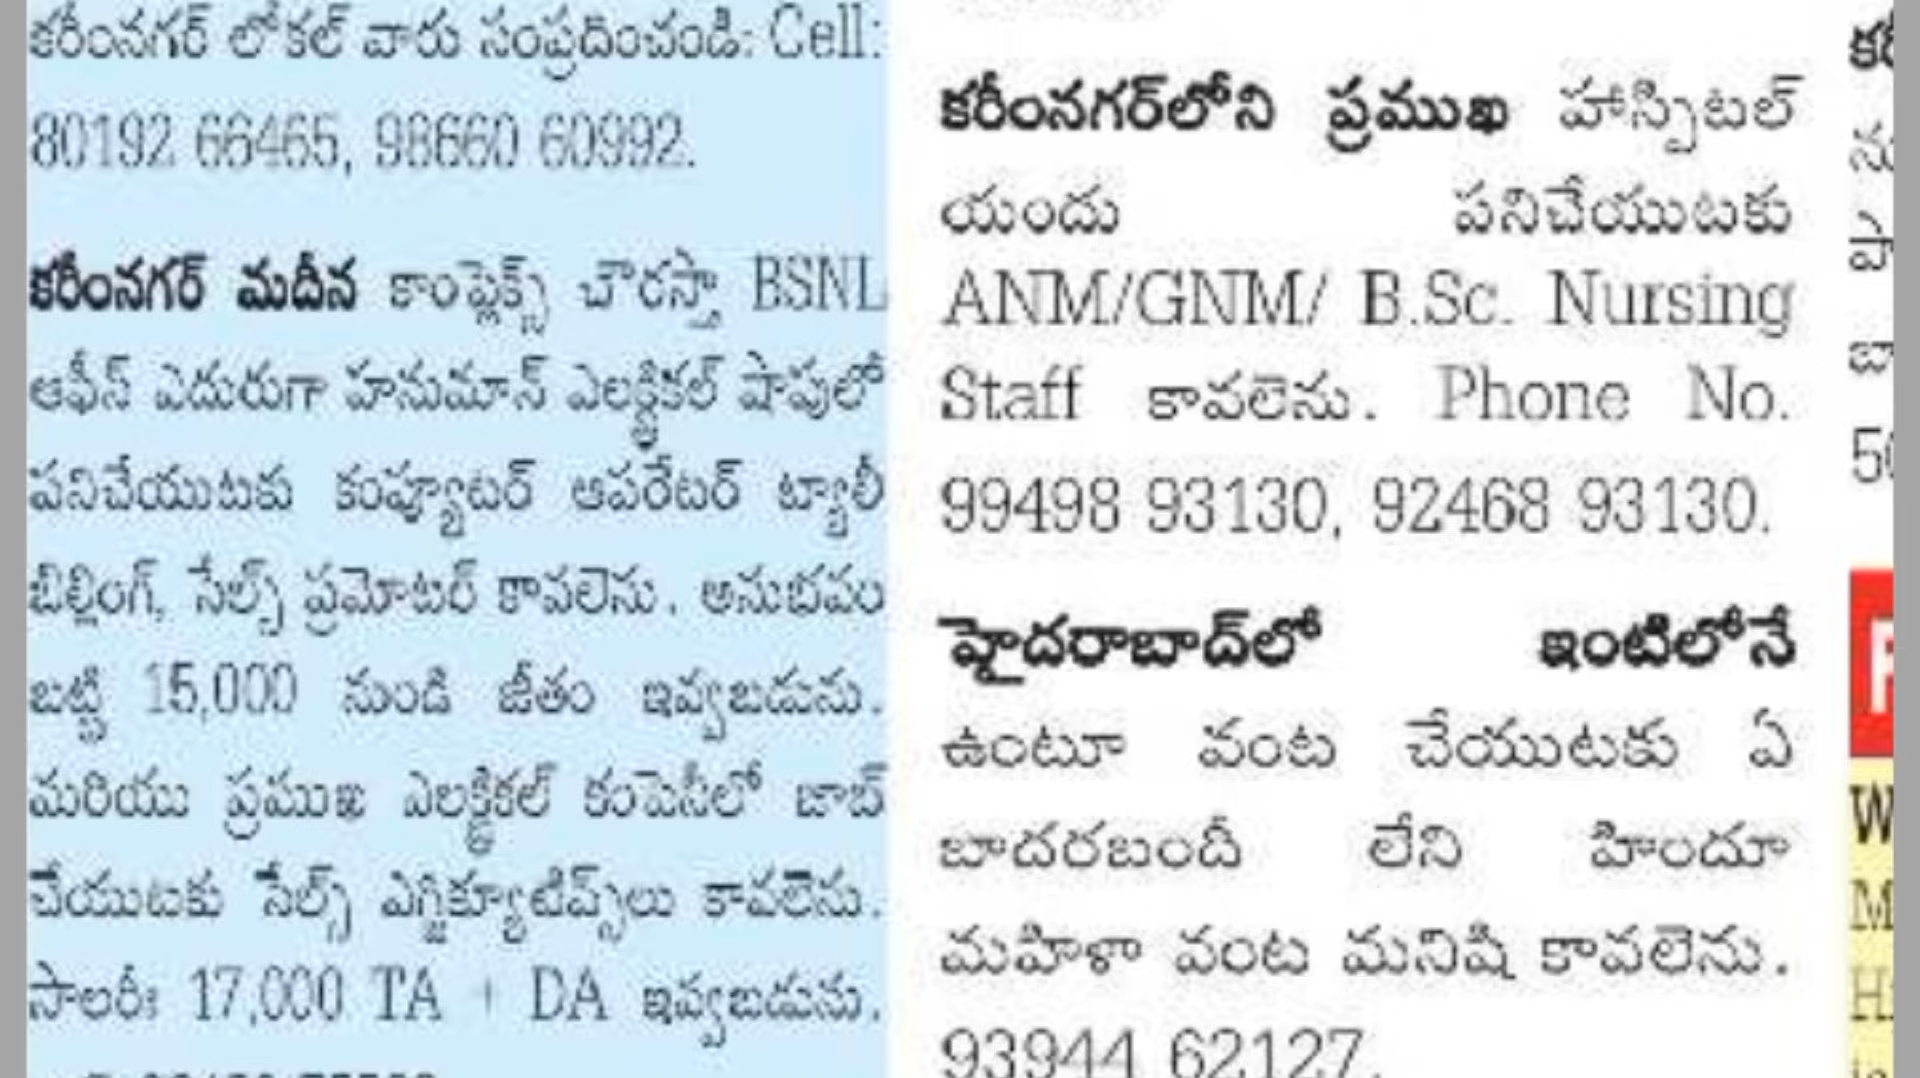 కరీంనగర్ లోకల్ వారు సంప్రదించండి: Cell:
80192 66465, 98660 60992.
కరీంనగర్ మదీన కాంప్లెక్స్ చౌరస్తా BSNL
ఆఫీస్ ఎదురుగా హనుమాన్ ఎలక్ట్రికల్ షాపులో
పనిచేయుటకు కంప్యూటర్ ఆపరేటర్ ట్యాలీ
బిల్లింగ్, సేల్స్ ప్రమోటర్ కావలెను. అనుభవం
బట్టి 15,000 నుండి జీతం ఇవ్వబడును.
మరియు ప్రముఖ ఎలక్ట్రికల్ కంపెనీలో జాబ్
చేయుటకు సేల్స్ ఎగ్జిక్యూటివ్స్‌లు కావలెను.
సాలరీ: 17,000 TA + DA ఇవ్వబడును.
కరీంనగర్‌లోని ప్రముఖ హాస్పిటల్
యందు పనిచేయుటకు
ANM/GNM/ B.Sc. Nursing
Staff కావలెను. Phone No.
99498 93130, 92468 93130.
హైదరాబాద్‌లో ఇంటిలోనే
ఉంటూ వంట చేయుటకు ఏ
బాదరబందీ లేని హిందూ
మహిళా వంట మనిషి కావలెను.
93944 62127.